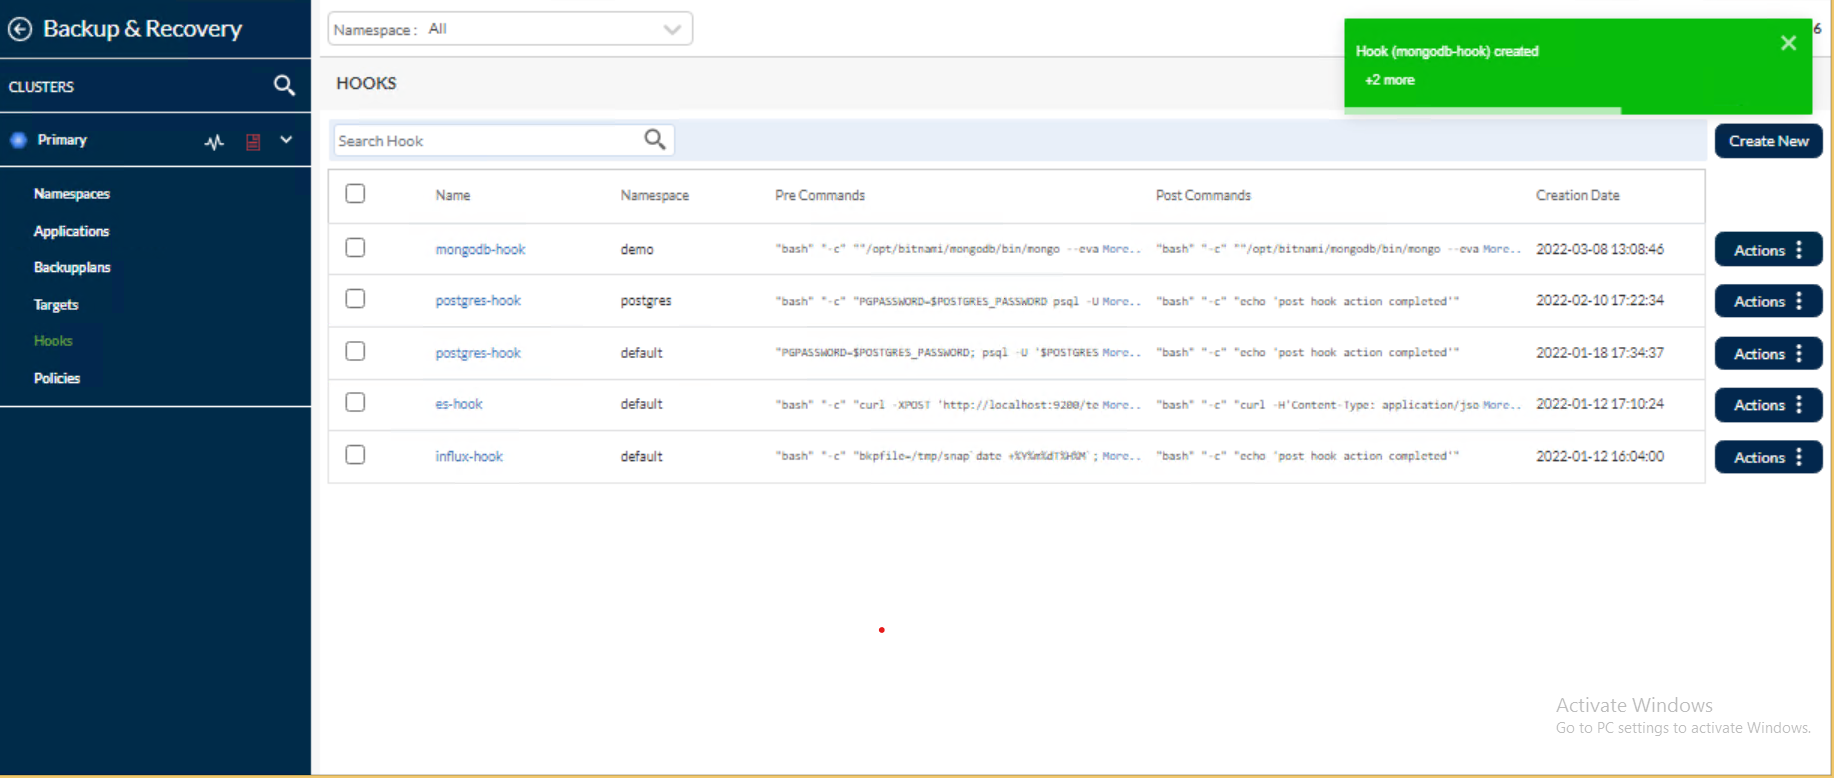 Backup & Recovery
Namespace : All
6
Hook (mongodb-hook) created
+2 more
CLUSTERS
HOOKS
Primary
Search Hook
Create New
Namespaces
Applications
Backupplans
Targets
Hooks
Policies
Name Namespace Pre Commands Post Commands Creation Date
mongodb-hook demo "bash" "-c" ""/opt/bitnami/mongodb/bin/mongo --eva More.. "bash" "-c" ""/opt/bitnami/mongodb/bin/mongo --eva More.. 2022-03-08 13:08:46 Actions
postgres-hook postgres "bash" "-c" "PGPASSWORD=$POSTGRES_PASSWORD psql -U More.. "bash" "-c" "echo 'post hook action completed'" 2022-02-10 17:22:34 Actions
postgres-hook default "PGPASSWORD=$POSTGRES_PASSWORD; psql -U '$POSTGRES More.. "bash" "-c" "echo 'post hook action completed'" 2022-01-18 17:34:37 Actions
es-hook default "bash" "-c" "curl -XPOST 'http://localhost:9200/te More.. "bash" "-c" "curl -H'Content-Type: application/jso More.. 2022-01-12 17:10:24 Actions
influx-hook default "bash" "-c" "bkpfile=/tmp/snap`date +%Y%m%dT%H%M`; More.. "bash" "-c" "echo 'post hook action completed'" 2022-01-12 16:04:00 Actions
Activate Windows
Go to PC settings to activate Windows.